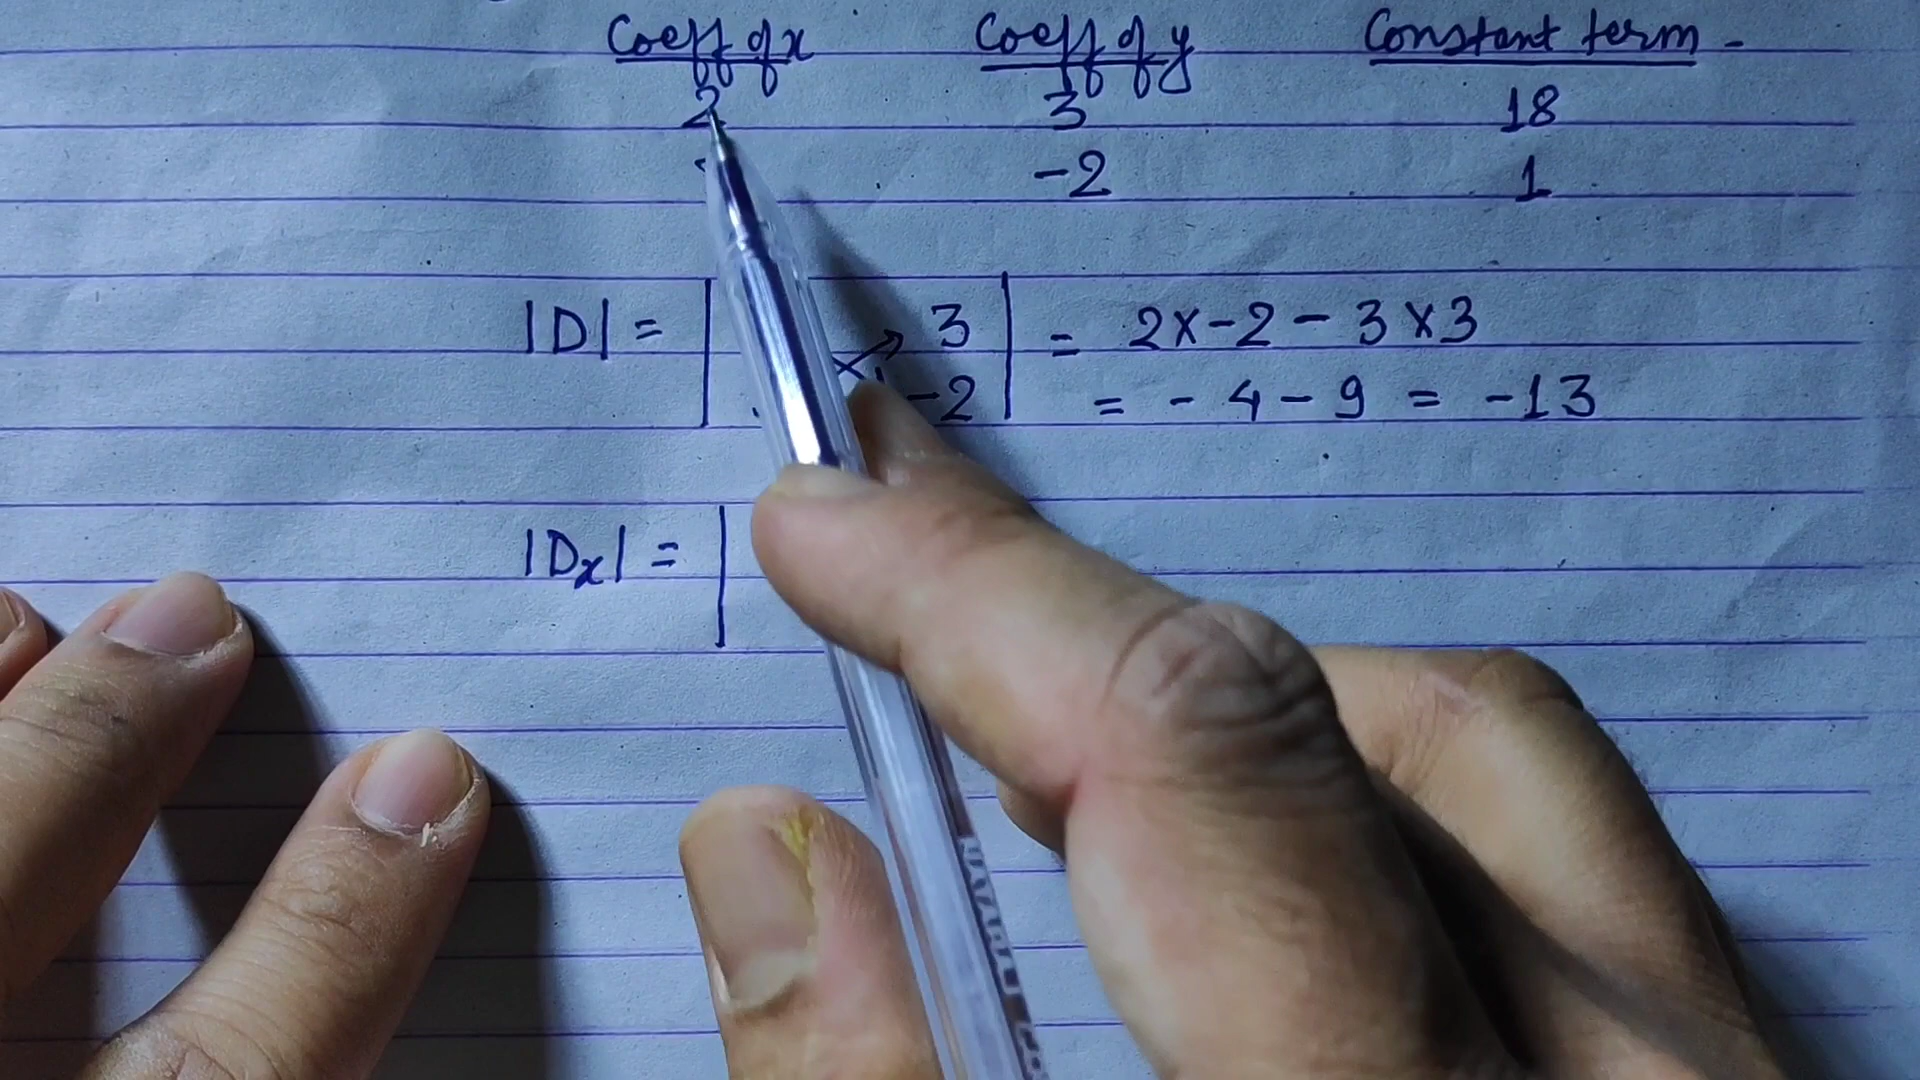 Coeff of x Coeff of y Constant term -
2 3 18
-2 1
|D| = | 3 | = 2x-2-3x3
-2 = -4-9 = -13
|Dx| = |